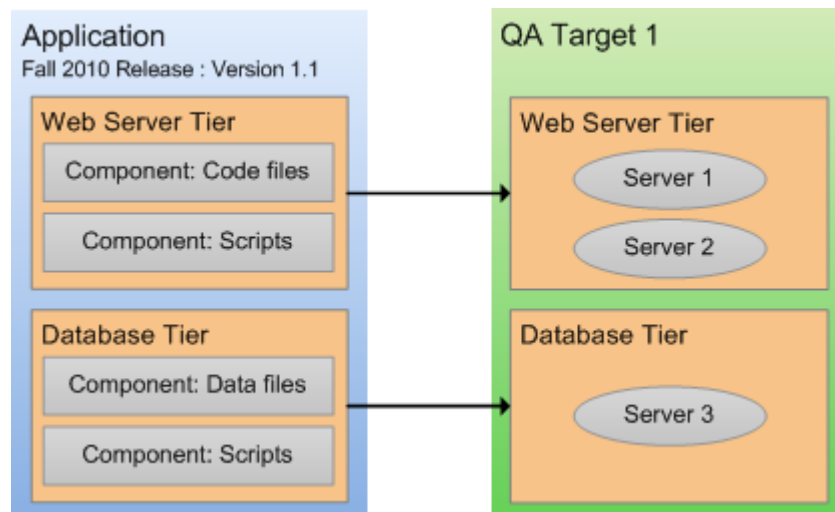 Application
Fall 2010 Release : Version 1.1
Web Server Tier
Component: Code files
Component: Scripts
Database Tier
Component: Data files
Component: Scripts
QA Target 1
Web Server Tier
Server 1
Server 2
Database Tier
Server 3